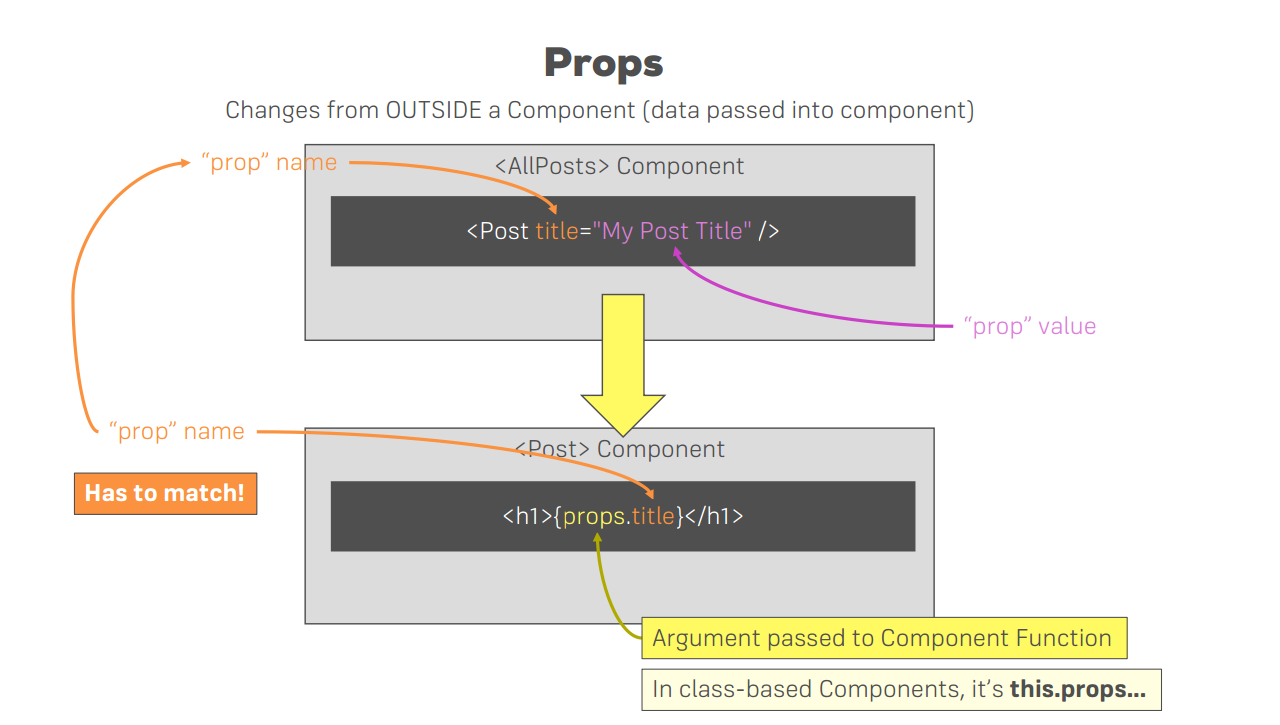 Props
Changes from OUTSIDE a Component (data passed into component)
“prop” name
<AllPosts> Component
<Post title="My Post Title" />
“prop” value
“prop” name
<Post> Component
Has to match!
<h1>{props.title}</h1>
Argument passed to Component Function
In class-based Components, it’s this.props...